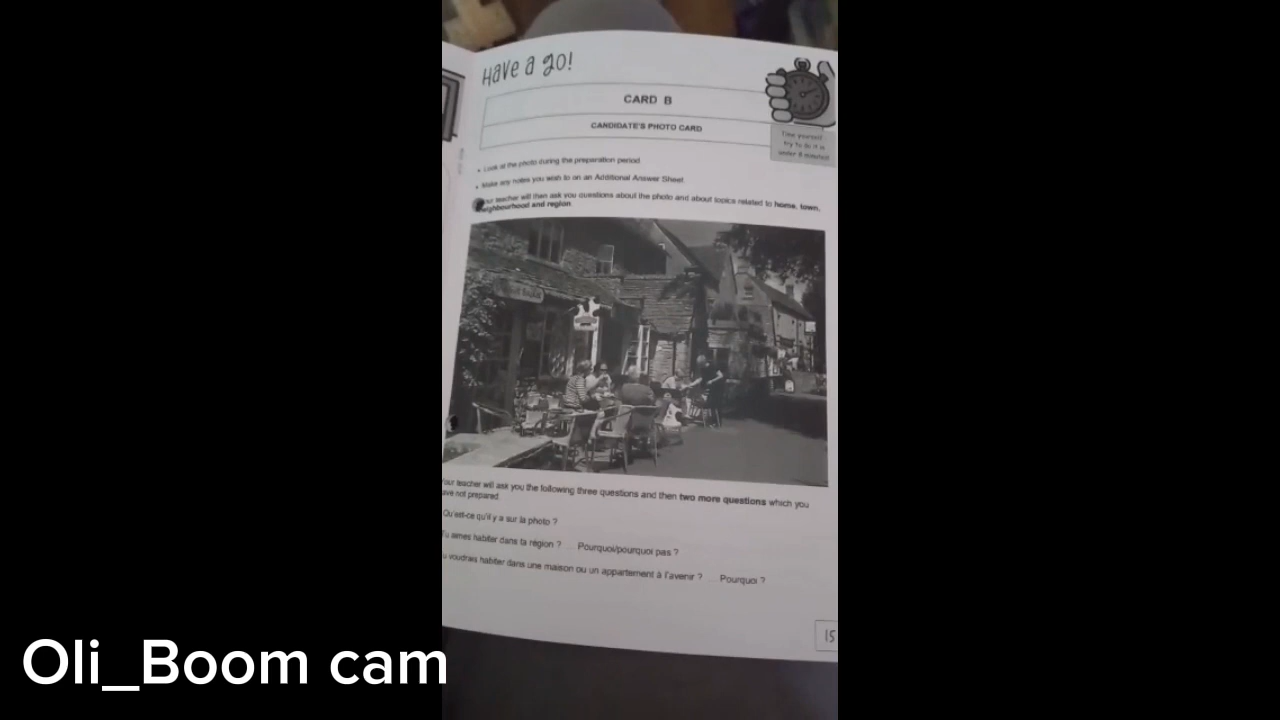 Have a go!
CARD B
CANDIDATE'S PHOTO CARD
Time yourself
try to do it in
under 8 minutes!
Look at the photo during the preparation period
Make any notes you wish to on an Additional Answer Sheet
ur teacher will then ask you questions about the photo and about topics related to home, town,
neighbourhood and region
Your teacher will ask you the following three questions and then two more questions which you
ave not prepared
Qu'est-ce qu'il y a sur la photo ?
Tu aimes habiter dans ta région ? ... Pourquoi/pourquoi pas ?
u voudrais habiter dans une maison ou un appartement à l'avenir ? ... Pourquoi ?
15
Oli_Boom cam